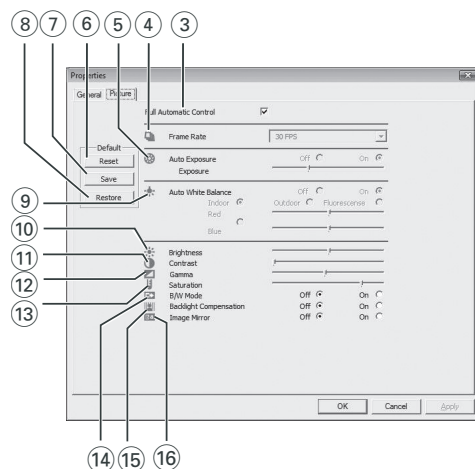 8 7 6 5 4 3
Properties
General Picture
Full Automatic Control
Frame Rate 30 FPS
Default
Reset
Save
Restore
Auto Exposure Off On
Exposure
9
Auto White Balance Off On
Indoor Outdoor Fluorescense
Red
Blue
10
Brightness
11
Contrast
12
Gamma
13
Saturation
B/W Mode Off On
Backlight Compensation Off On
Image Mirror Off On
OK Cancel Apply
14 15 16